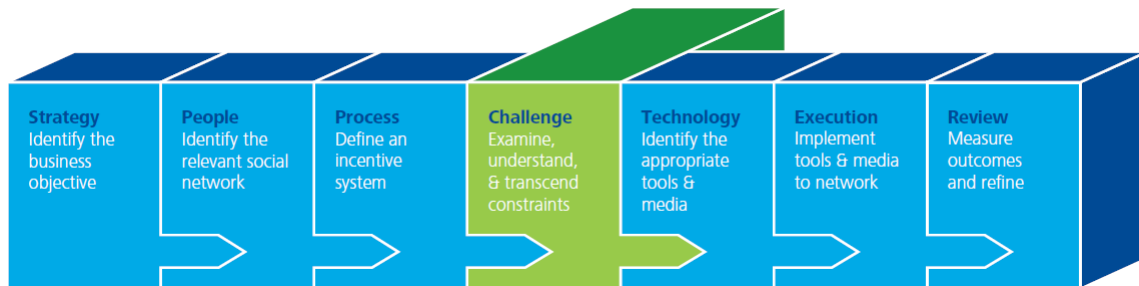 Strategy
Identify the
business
objective
People
Identify the
relevant social
network
Process
Define an
incentive
system
Challenge
Examine,
understand,
& transcend
constraints
Technology
Identify the
appropriate
tools &
media
Execution
Implement
tools & media
to network
Review
Measure
outcomes
and refine